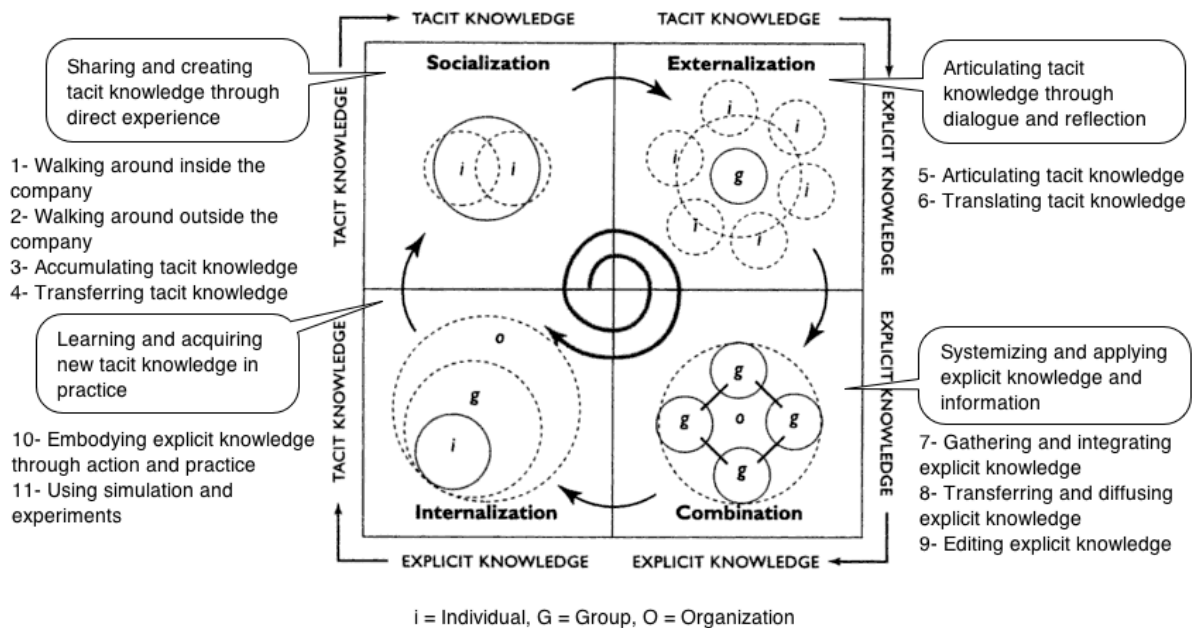 TACIT KNOWLEDGE
TACIT KNOWLEDGE
Sharing and creating
tacit knowledge through
direct experience
1- Walking around inside the
company
2- Walking around outside the
company
3- Accumulating tacit knowledge
4- Transferring tacit knowledge
TACIT KNOWLEDGE
Socialization
i
i
Externalization
i
i
i
g
i
i
i
EXPLICIT KNOWLEDGE
Articulating tacit
knowledge through
dialogue and reflection
5- Articulating tacit knowledge
6- Translating tacit knowledge
Learning and acquiring
new tacit knowledge in
practice
10- Embodying explicit knowledge
through action and practice
11- Using simulation and
experiments
TACIT KNOWLEDGE
o
g
i
Internalization
g
g
o
g
g
Combination
EXPLICIT KNOWLEDGE
Systemizing and applying
explicit knowledge and
information
7- Gathering and integrating
explicit knowledge
8- Transferring and diffusing
explicit knowledge
9- Editing explicit knowledge
EXPLICIT KNOWLEDGE
EXPLICIT KNOWLEDGE
i = Individual, G = Group, O = Organization